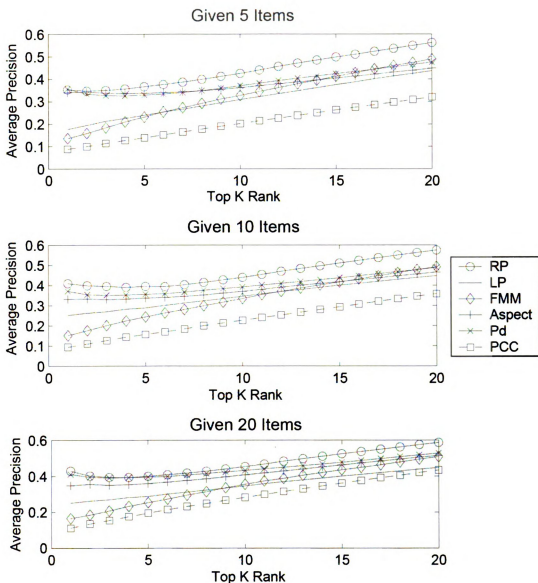 Given 5 Items
0.6
0.5
0.4
0.3
0.2
0.1
0
Average Precision
5
10
15
20
Top K Rank
Given 10 Items
0.6
0.5
0.4
0.3
0.2
0.1
0
Average Precision
5
10
15
20
Top K Rank
RP
LP
FMM
Aspect
Pd
PCC
Given 20 Items
0.6
0.4
0.2
0
Average Precision
5
10
15
20
Top K Rank